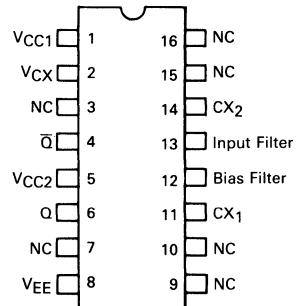 VCC1 1 16 NC
VCX 2 15 NC
NC 3 14 CX2
Q̅ 4 13 Input Filter
VCC2 5 12 Bias Filter
Q 6 11 CX1
NC 7 10 NC
VEE 8 9 NC